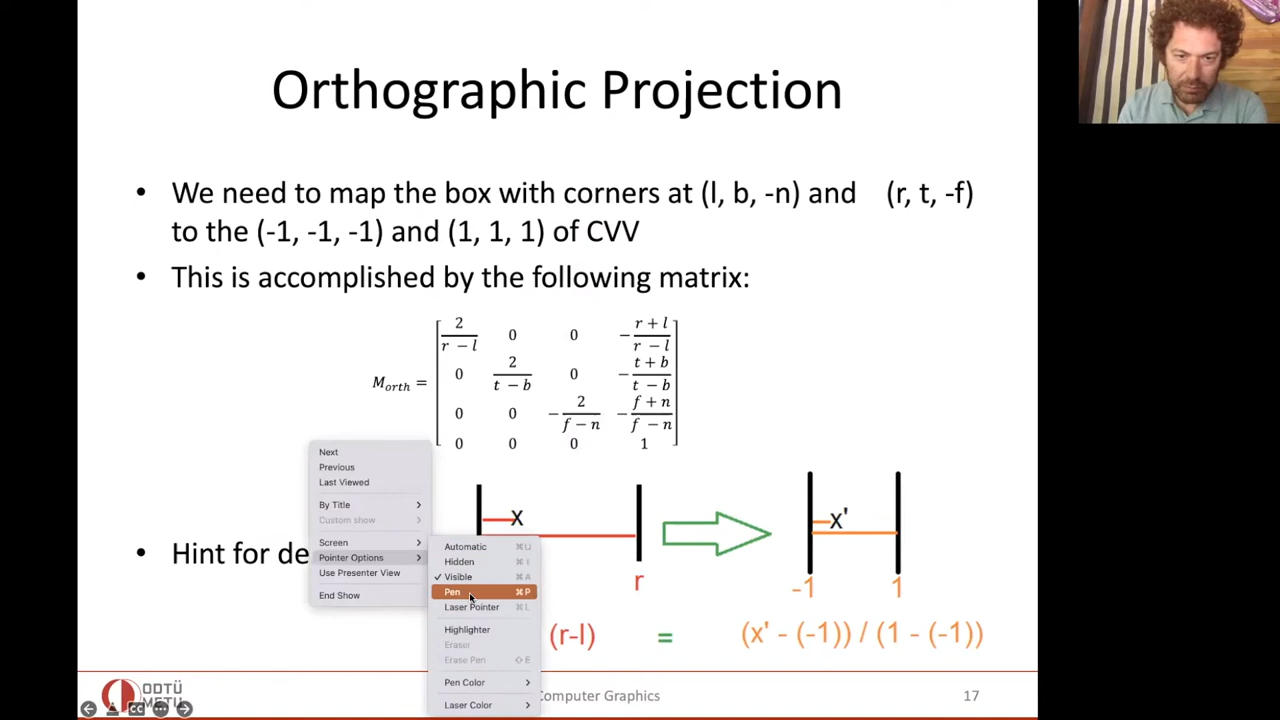 Orthographic Projection
• We need to map the box with corners at (l, b, -n) and (r, t, -f)
to the (-1, -1, -1) and (1, 1, 1) of CVV
• This is accomplished by the following matrix:
M_orth =
2/(r − l) 0 0 −(r + l)/(r − l)
0 2/(t − b) 0 −(t + b)/(t − b)
0 0 −2/(f − n) −(f + n)/(f − n)
0 0 0 1
Next
Previous
Last Viewed
By Title
Custom show
Screen
Pointer Options
Use Presenter View
End Show
Automatic ⌘U
Hidden ⌘I
✓ Visible ⌘A
Pen ⌘P
Laser Pointer ⌘L
Highlighter
Eraser
Erase Pen ⇧E
Pen Color
Laser Color
• Hint for de
x
r
x'
-1 1
(r-l) = (x' - (-1)) / (1 - (-1))
ODTÜ
METU
Computer Graphics
17
CC